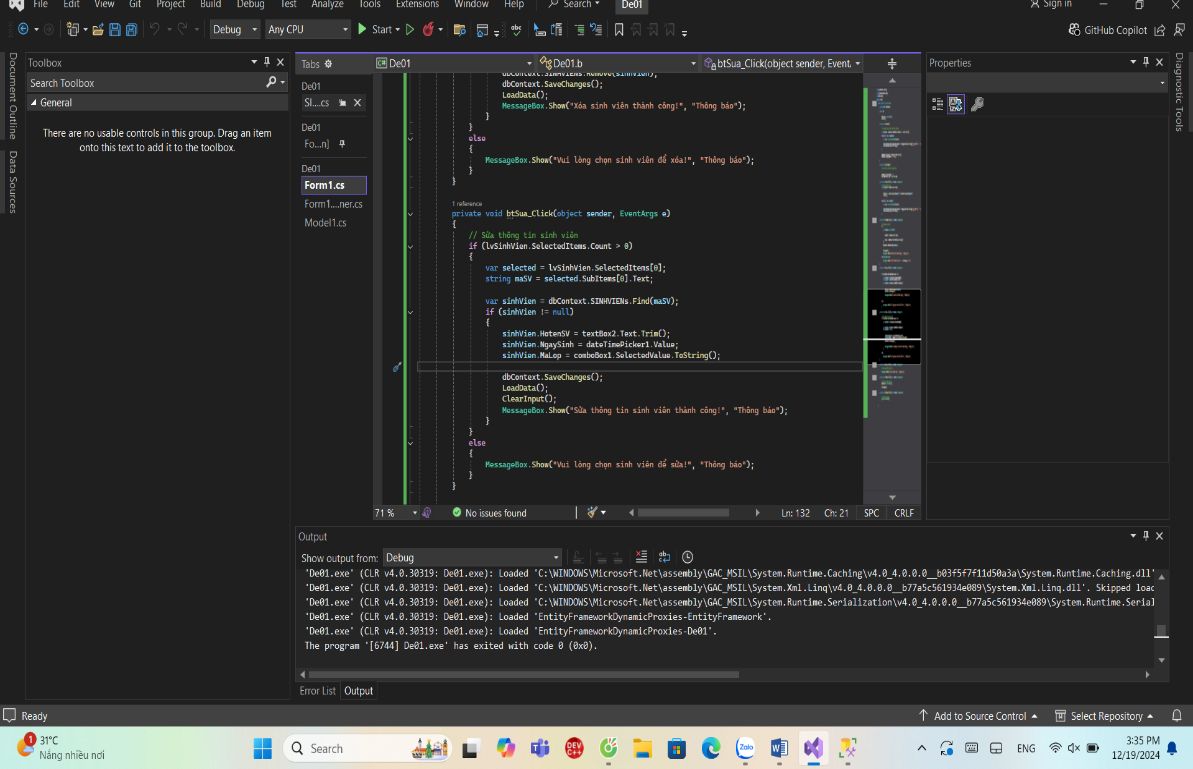 File Edit View Git Project Build Debug Test Analyze Tools Extensions Window Help Search De01 Sign in
Debug Any CPU Start GitHub Copilot
Document Outline
Data Sources
Toolbox
Search Toolbox
General
There are no usable controls in this group. Drag an item
onto this text to add it to the toolbox.
Tabs
De01
SI....cs
De01
Fo...n]
De01
Form1.cs
Form1....ner.cs
Model1.cs
De01 De01.b btSua_Click(object sender, Event.
dbContext.SINHVIENs.Remove(sinhVien);
dbContext.SaveChanges();
LoadData();
MessageBox.Show("Xóa sinh viên thành công!", "Thông báo");
}
}
else
{
MessageBox.Show("Vui lòng chọn sinh viên để xóa!", "Thông báo");
}
}
1 reference
private void btSua_Click(object sender, EventArgs e)
{
// Sửa thông tin sinh viên
if (lvSinhVien.SelectedItems.Count > 0)
{
var selected = lvSinhVien.SelectedItems[0];
string maSV = selected.SubItems[0].Text;
var sinhVien = dbContext.SINHVIENs.Find(maSV);
if (sinhVien != null)
{
sinhVien.HotenSV = textBox2.Text.Trim();
sinhVien.NgaySinh = dateTimePicker1.Value;
sinhVien.MaLop = comboBox1.SelectedValue.ToString();
dbContext.SaveChanges();
LoadData();
ClearInput();
MessageBox.Show("Sửa thông tin sinh viên thành công!", "Thông báo");
}
}
else
{
MessageBox.Show("Vui lòng chọn sinh viên để sửa!", "Thông báo");
}
}
71 % No issues found Ln: 132 Ch: 21 SPC CRLF
Properties
Diagnostic Tools
Output
Show output from: Debug
'De01.exe' (CLR v4.0.30319: De01.exe): Loaded 'C:\WINDOWS\Microsoft.Net\assembly\GAC_MSIL\System.Runtime.Caching\v4.0_4.0.0.0__b03f5f7f11d50a3a\System.Runtime.Caching.dll'
'De01.exe' (CLR v4.0.30319: De01.exe): Loaded 'C:\WINDOWS\Microsoft.Net\assembly\GAC_MSIL\System.Xml.Linq\v4.0_4.0.0.0__b77a5c561934e089\System.Xml.Linq.dll'. Skipped loac
'De01.exe' (CLR v4.0.30319: De01.exe): Loaded 'C:\WINDOWS\Microsoft.Net\assembly\GAC_MSIL\System.Runtime.Serialization\v4.0_4.0.0.0__b77a5c561934e089\System.Runtime.Serial
'De01.exe' (CLR v4.0.30319: De01.exe): Loaded 'EntityFrameworkDynamicProxies-EntityFramework'.
'De01.exe' (CLR v4.0.30319: De01.exe): Loaded 'EntityFrameworkDynamicProxies-De01'.
The program '[6744] De01.exe' has exited with code 0 (0x0).
Error List Output
Ready Add to Source Control Select Repository
1
31°C
Nắng nhiều nơi
Search
DEV
C++
Zalo
ENG
3:35 PM
12/13/2024